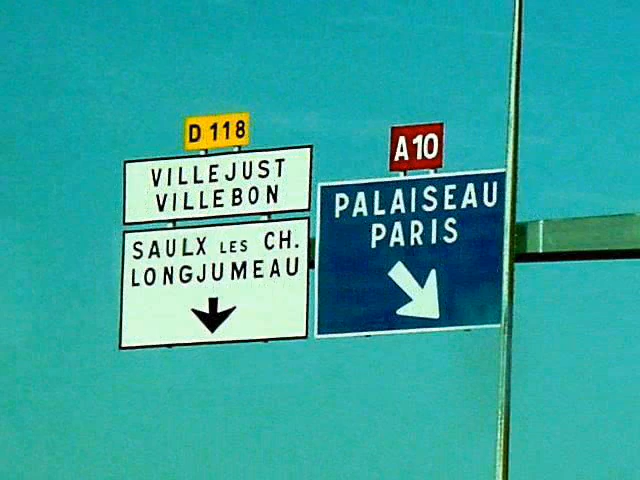 D 118
VILLEJUST
VILLEBON
SAULX LES CH.
LONGJUMEAU
A10
PALAISEAU
PARIS